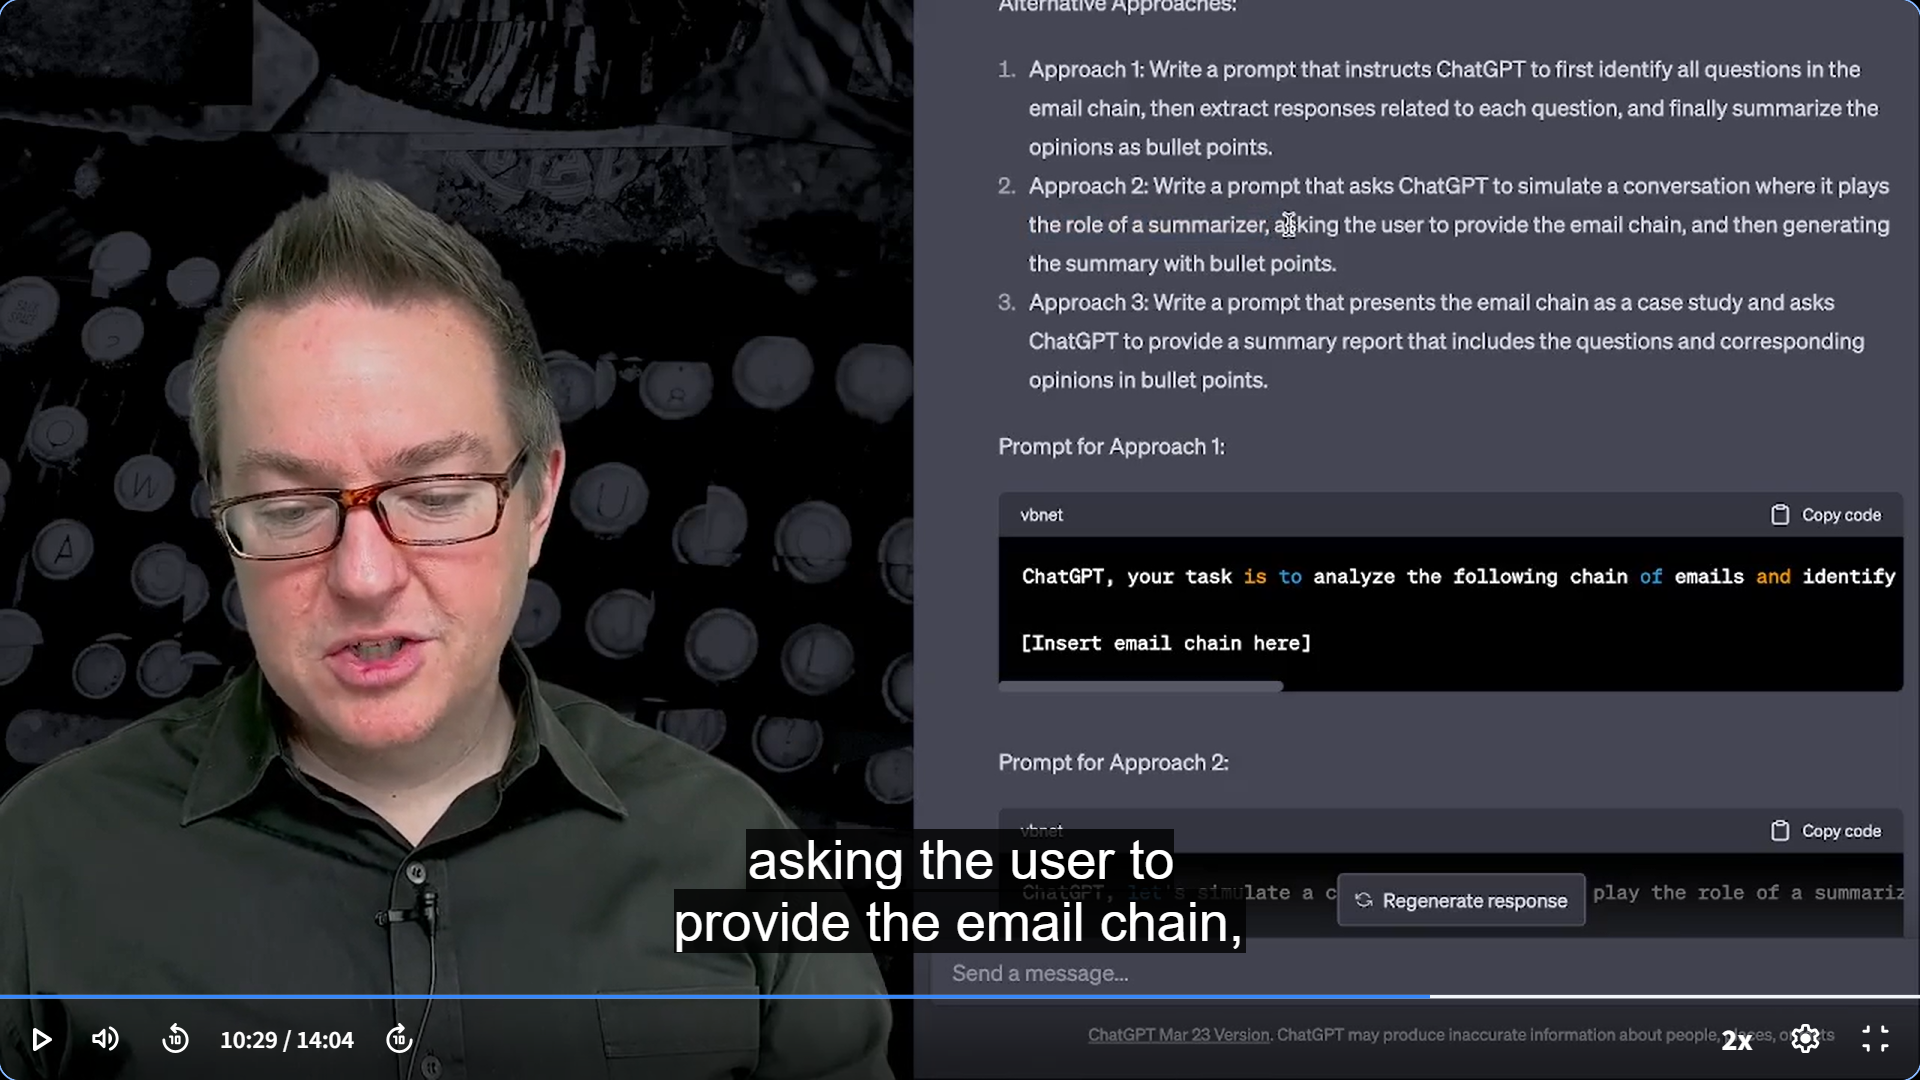 Alternative Approaches:
1. Approach 1: Write a prompt that instructs ChatGPT to first identify all questions in the
email chain, then extract responses related to each question, and finally summarize the
opinions as bullet points.
2. Approach 2: Write a prompt that asks ChatGPT to simulate a conversation where it plays
the role of a summarizer, asking the user to provide the email chain, and then generating
the summary with bullet points.
3. Approach 3: Write a prompt that presents the email chain as a case study and asks
ChatGPT to provide a summary report that includes the questions and corresponding
opinions in bullet points.
Prompt for Approach 1:
vbnet Copy code
ChatGPT, your task is to analyze the following chain of emails and identify
[Insert email chain here]
Prompt for Approach 2:
vbnet Copy code
ChatGPT, let's simulate a c
play the role of a summariz
Regenerate response
asking the user to
provide the email chain,
Send a message...
ChatGPT Mar 23 Version. ChatGPT may produce inaccurate information about people,
10
10:29 / 14:04
10
2x
W
U
A